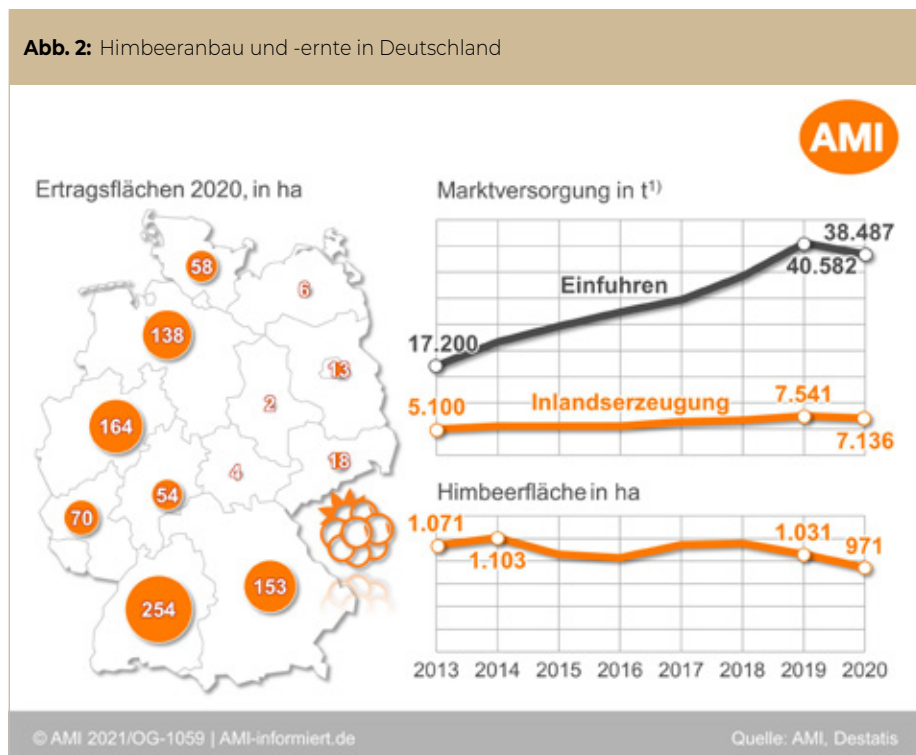 Abb. 2: Himbeeranbau und -ernte in Deutschland
AMI
Ertragsflächen 2020, in ha
58
6
138
13
2
164
4
18
54
70
153
254
Marktversorgung in t¹⁾
38.487
40.582
Einfuhren
17.200
5.100
Inlandserzeugung
7.541
7.136
Himbeerfläche in ha
1.071
1.103
1.031
971
2013 2014 2015 2016 2017 2018 2019 2020
© AMI 2021/OG-1059 | AMI-informiert.de
Quelle: AMI, Destatis